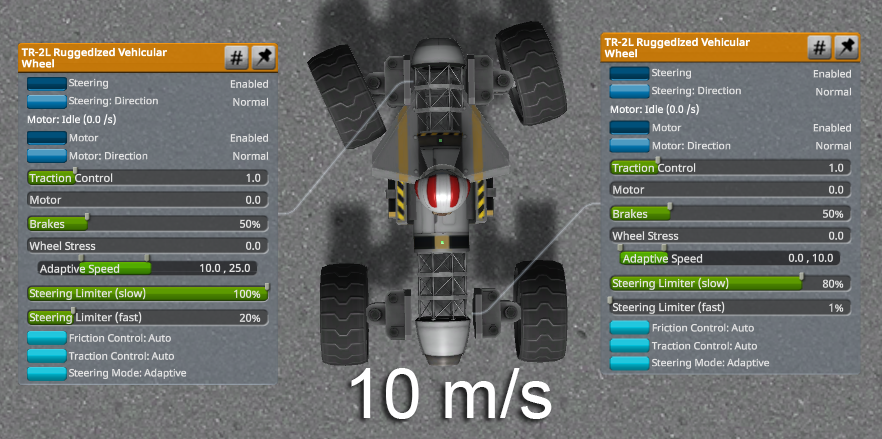 TR-2L Ruggedized Vehicular
Wheel
#
Steering Enabled
Steering: Direction Normal
Motor: Idle (0.0 /s)
Motor Enabled
Motor: Direction Normal
Traction Control 1.0
Motor 0.0
Brakes 50%
Wheel Stress 0.0
Adaptive Speed 10.0 , 25.0
Steering Limiter (slow) 100%
Steering Limiter (fast) 20%
Friction Control: Auto
Traction Control: Auto
Steering Mode: Adaptive
TR-2L Ruggedized Vehicular
Wheel
#
Steering Enabled
Steering: Direction Normal
Motor: Idle (0.0 /s)
Motor Enabled
Motor: Direction Normal
Traction Control 1.0
Motor 0.0
Brakes 50%
Wheel Stress 0.0
Adaptive Speed 0.0 , 10.0
Steering Limiter (slow) 80%
Steering Limiter (fast) 1%
Friction Control: Auto
Traction Control: Auto
Steering Mode: Adaptive
10 m/s